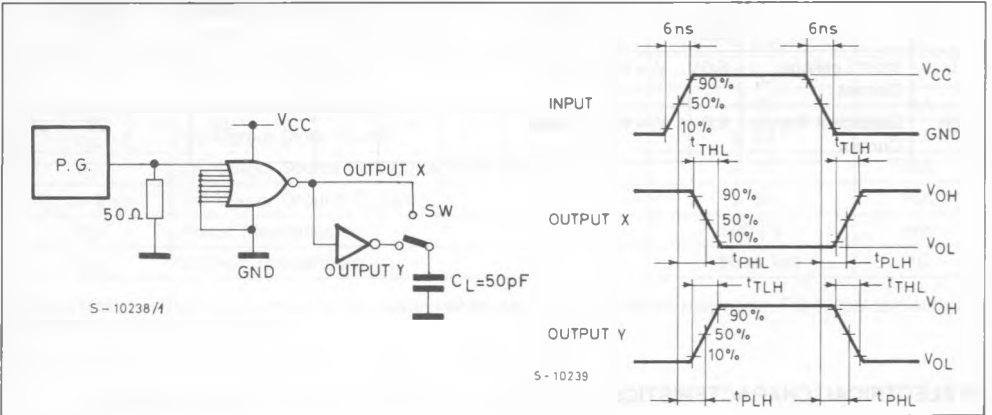 P. G.
50Ω
VCC
GND
OUTPUT X
SW
OUTPUT Y
CL=50pF
S-10238/1
6ns
6ns
INPUT
90%
50%
10%
VCC
GND
tTHL
tTLH
OUTPUT X
90%
50%
10%
VOH
VOL
tPHL
tPLH
tTLH
tTHL
OUTPUT Y
90%
50%
10%
VOH
VOL
S-10239
tPLH
tPHL